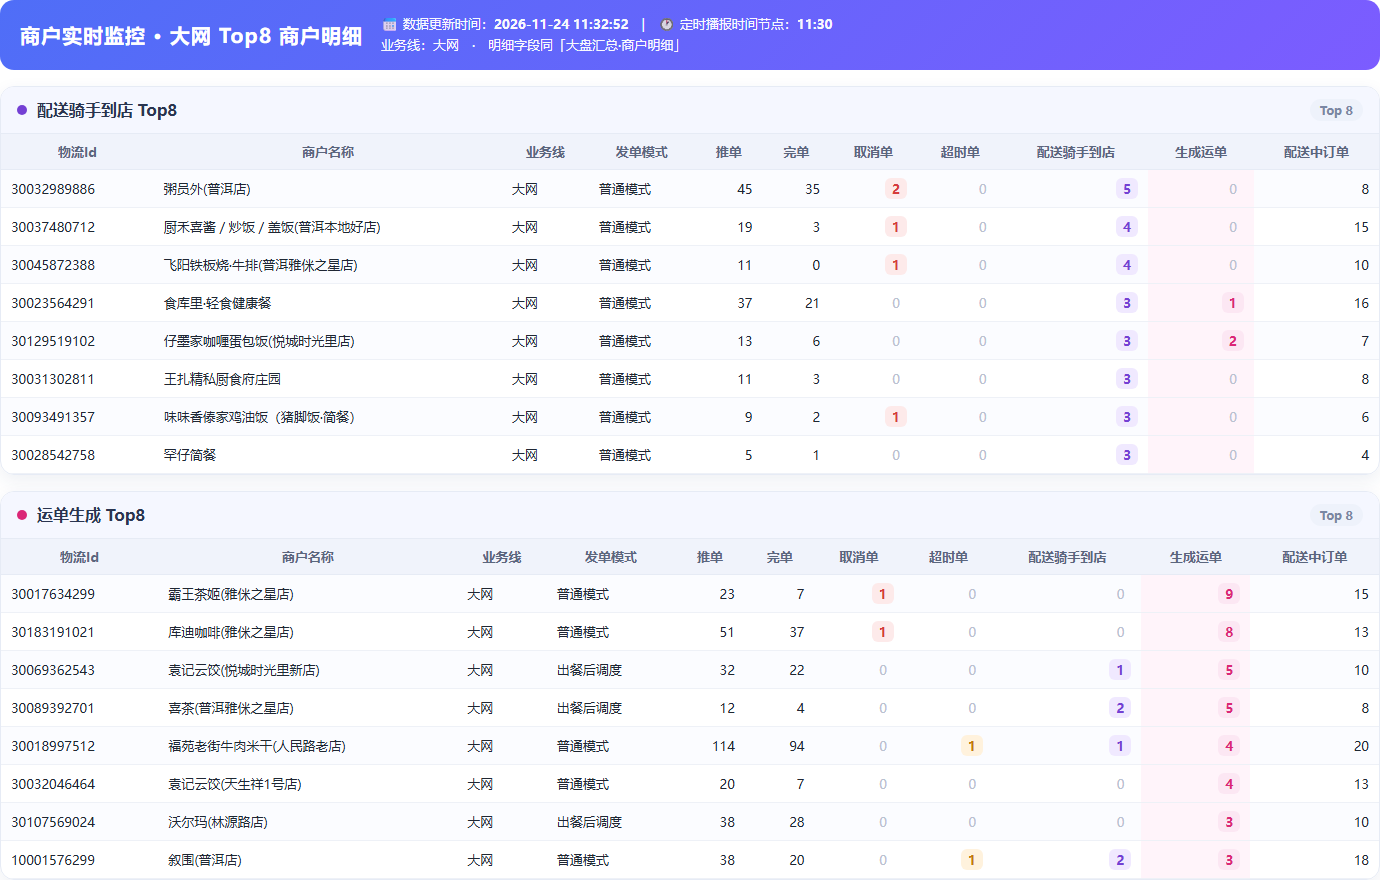 商户实时监控 • 大网 Top8 商户明细
数据更新时间：2026-11-24 11:32:52 | 定时播报时间节点：11:30
业务线：大网 · 明细字段同「大盘汇总·商户明细」
配送骑手到店 Top8 Top 8
物流Id 商户名称 业务线 发单模式 推单 完单 取消单 超时单 配送骑手到店 生成运单 配送中订单
30032989886 粥员外(普洱店) 大网 普通模式 45 35 2 0 5 0 8
30037480712 厨禾喜酱 / 炒饭 / 盖饭(普洱本地好店) 大网 普通模式 19 3 1 0 4 0 15
30045872388 飞阳铁板烧·牛排(普洱雅侎之星店) 大网 普通模式 11 0 1 0 4 0 10
30023564291 食库里·轻食健康餐 大网 普通模式 37 21 0 0 3 1 16
30129519102 仔墨家咖喱蛋包饭(悦城时光里店) 大网 普通模式 13 6 0 0 3 2 7
30031302811 王扎精私厨食府庄园 大网 普通模式 11 3 0 0 3 0 8
30093491357 味味香傣家鸡油饭（猪脚饭·简餐） 大网 普通模式 9 2 1 0 3 0 6
30028542758 罕仔简餐 大网 普通模式 5 1 0 0 3 0 4
运单生成 Top8 Top 8
物流Id 商户名称 业务线 发单模式 推单 完单 取消单 超时单 配送骑手到店 生成运单 配送中订单
30017634299 霸王茶姬(雅侎之星店) 大网 普通模式 23 7 1 0 0 9 15
30183191021 库迪咖啡(雅侎之星店) 大网 普通模式 51 37 1 0 0 8 13
30069362543 袁记云饺(悦城时光里新店) 大网 出餐后调度 32 22 0 0 1 5 10
30089392701 喜茶(普洱雅侎之星店) 大网 出餐后调度 12 4 0 0 2 5 8
30018997512 福苑老街牛肉米干(人民路老店) 大网 普通模式 114 94 0 1 1 4 20
30032046464 袁记云饺(天生祥1号店) 大网 普通模式 20 7 0 0 0 4 13
30107569024 沃尔玛(林源路店) 大网 出餐后调度 38 28 0 0 0 3 10
10001576299 叙围(普洱店) 大网 普通模式 38 20 0 1 2 3 18